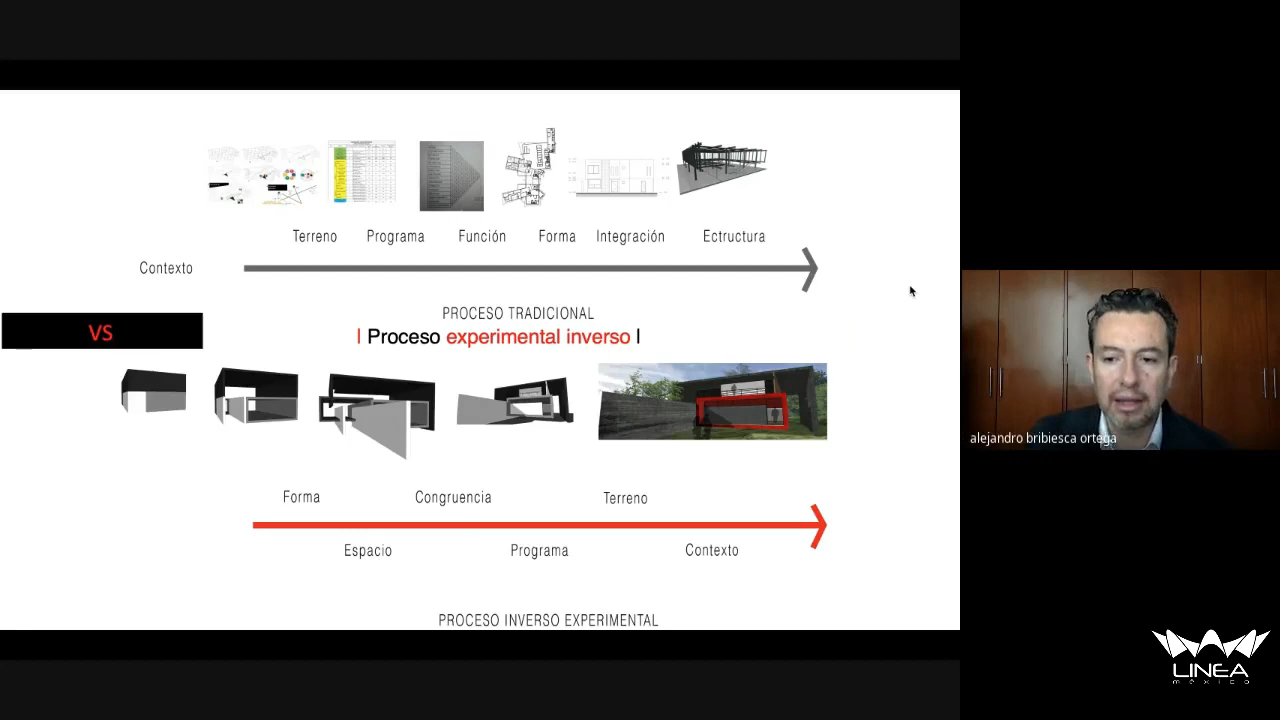 Terreno Programa Función Forma Integración Ectructura
Contexto
PROCESO TRADICIONAL
VS
| Proceso experimental inverso |
Forma Congruencia Terreno
Espacio Programa Contexto
PROCESO INVERSO EXPERIMENTAL
alejandro bribiesca ortega
LINEA
méxico